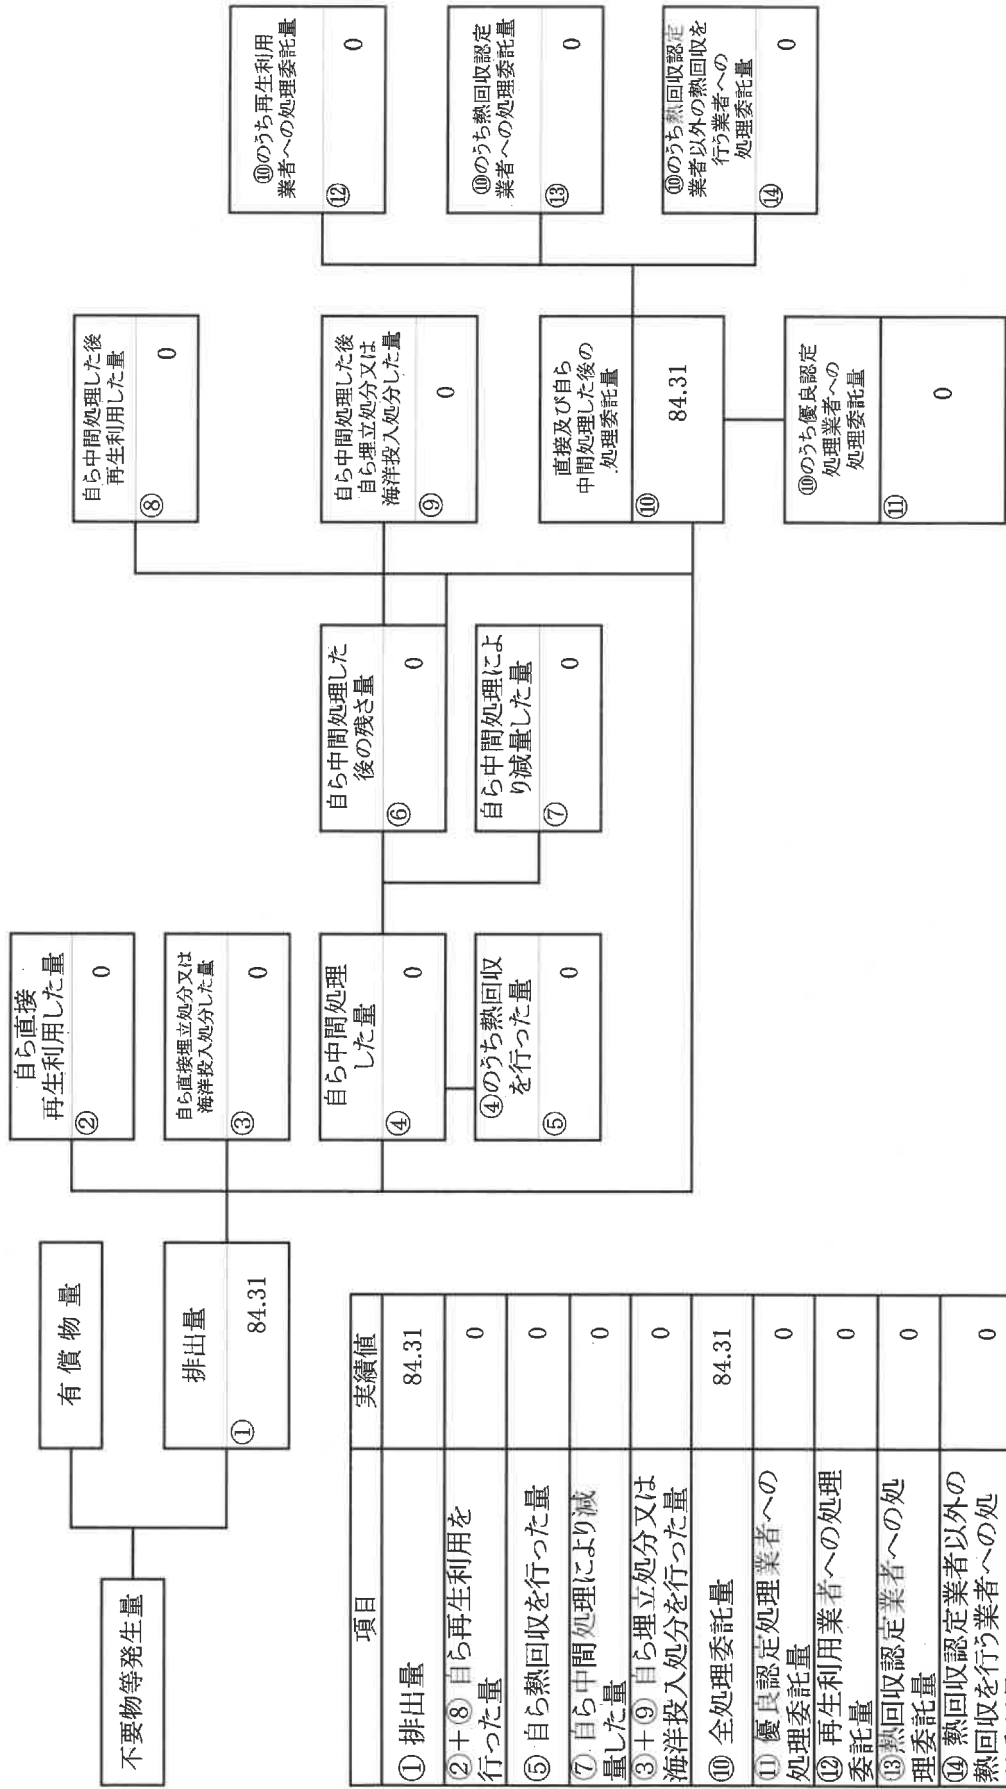 不要物等発生量
有償物量
排出量
①
84.31
自ら直接
再生利用した量
②
0
自ら直接埋立処分又は
海洋投入処分した量
③
0
自ら中間処理
した量
④
0
④のうち熱回収
を行った量
⑤
0
自ら中間処理した
後の残さ量
⑥
0
自ら中間処理によ
り減量した量
⑦
0
自ら中間処理した後
再生利用した量
⑧
0
自ら中間処理した後
自ら埋立処分又は
海洋投入処分した量
⑨
0
直接及び自ら
中間処理した後の
処理委託量
⑩
84.31
⑩のうち優良認定
処理業者への
処理委託量
⑪
0
⑩のうち再生利用
業者への処理委託量
⑫
0
⑩のうち熱回収認定
業者への処理委託量
⑬
0
⑩のうち熱回収認定
業者以外の熱回収を
行う業者への
処理委託量
⑭
0
項目 実績値
① 排出量 84.31
②+⑧ 自ら再生利用を
行った量 0
⑤ 自ら熱回収を行った量 0
⑦ 自ら中間処理により減
量した量 0
③+⑨ 自ら埋立処分又は
海洋投入処分を行った量 0
⑩ 全処理委託量 84.31
⑪ 優良認定処理業者への
処理委託量 0
⑫ 再生利用業者への処理
委託量 0
⑬ 熱回収認定業者への処
理委託量 0
⑭ 熱回収認定業者以外の
熱回収を行う業者への処 0